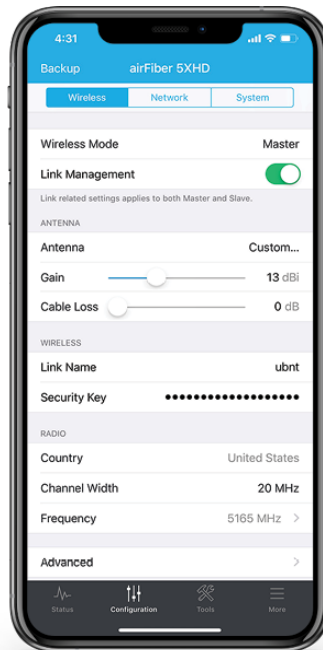 4:31
Backup airFiber 5XHD
Wireless Network System
Wireless Mode Master
Link Management
Link related settings applies to both Master and Slave.
ANTENNA
Antenna Custom...
Gain 13 dBi
Cable Loss 0 dB
WIRELESS
Link Name ubnt
Security Key •••••••••••••••••••
RADIO
Country United States
Channel Width 20 MHz
Frequency 5165 MHz >
Advanced >
Status Configuration Tools More